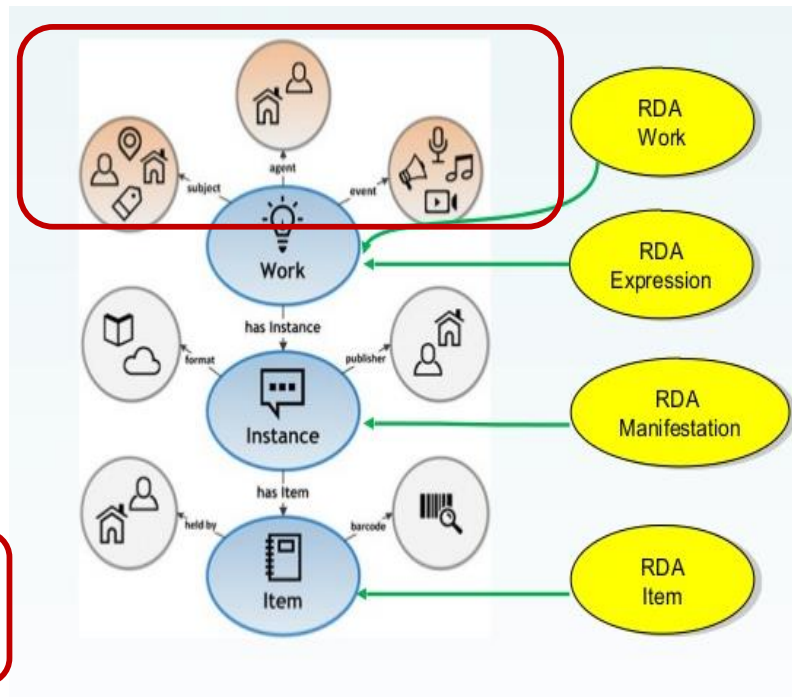 agent
subject
event
Work
has Instance
format
publisher
Instance
has Item
held by
barcode
Item
RDA
Work
RDA
Expression
RDA
Manifestation
RDA
Item